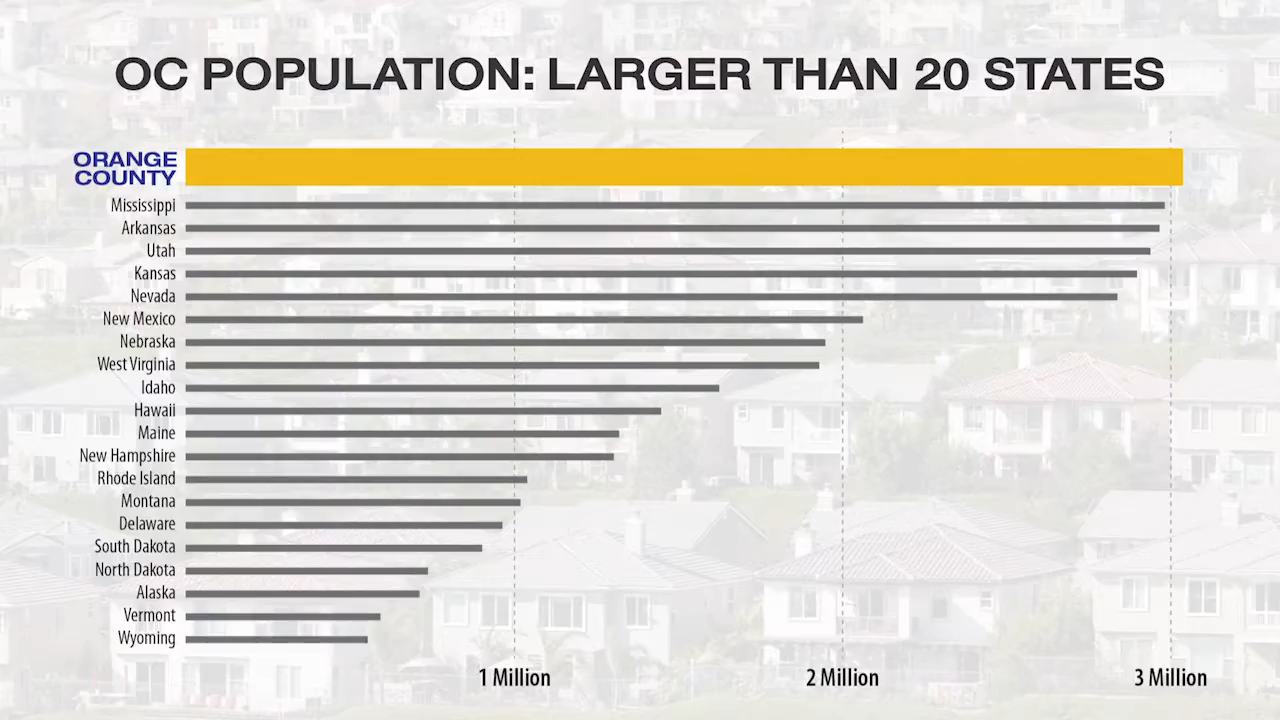 OC POPULATION: LARGER THAN 20 STATES
ORANGE
COUNTY
Mississippi
Arkansas
Utah
Kansas
Nevada
New Mexico
Nebraska
West Virginia
Idaho
Hawaii
Maine
New Hampshire
Rhode Island
Montana
Delaware
South Dakota
North Dakota
Alaska
Vermont
Wyoming
1 Million 2 Million 3 Million